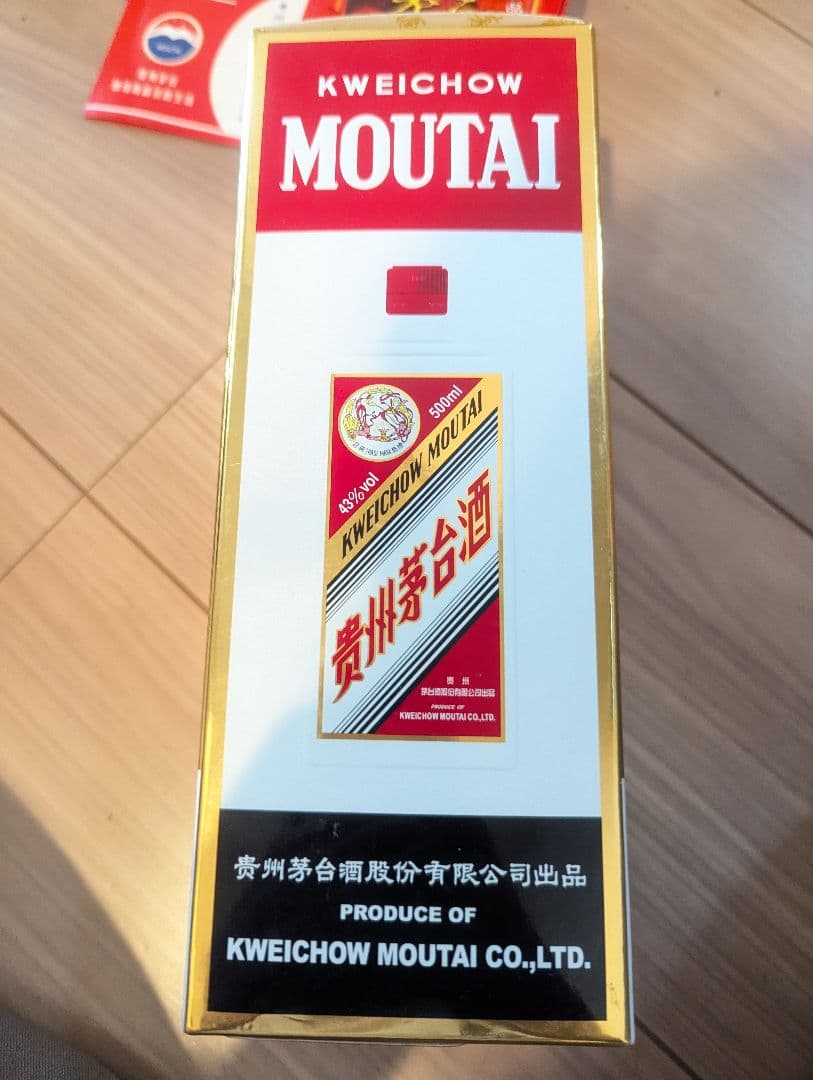 KWEICHOW
MOUTAI
500ml
43%vol
KWEICHOW MOUTAI
贵州茅台酒
贵 州
茅台酒股份有限公司出品
PRODUCE OF
KWEICHOW MOUTAI CO.,LTD.
贵州茅台酒股份有限公司出品
PRODUCE OF
KWEICHOW MOUTAI CO.,LTD.